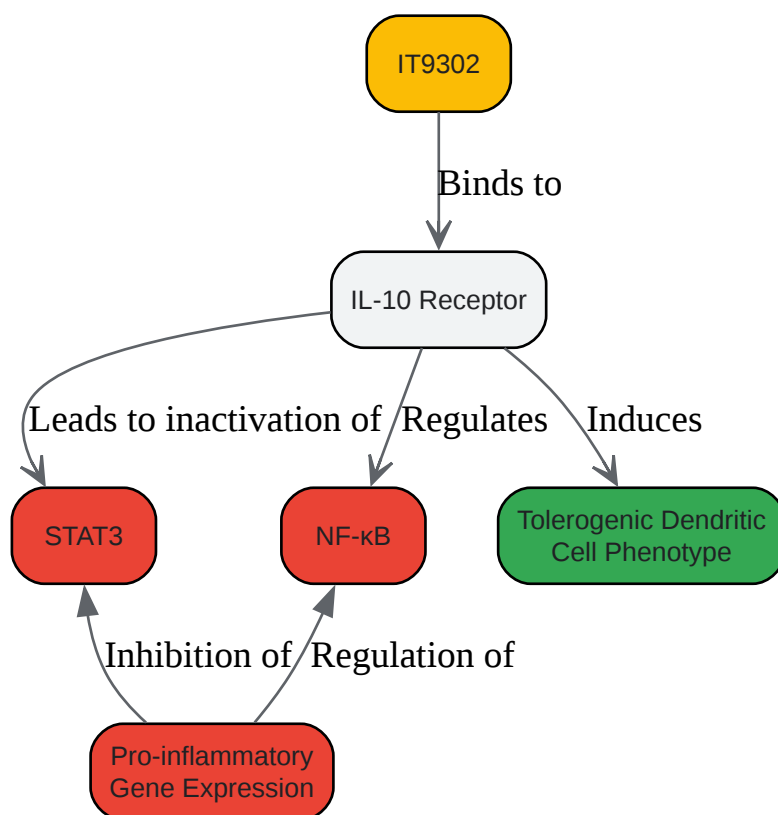 IT9302
Binds to
IL-10 Receptor
Leads to inactivation of
Regulates
Induces
STAT3
NF-κB
Tolerogenic Dendritic
Cell Phenotype
Inhibition of
Regulation of
Pro-inflammatory
Gene Expression